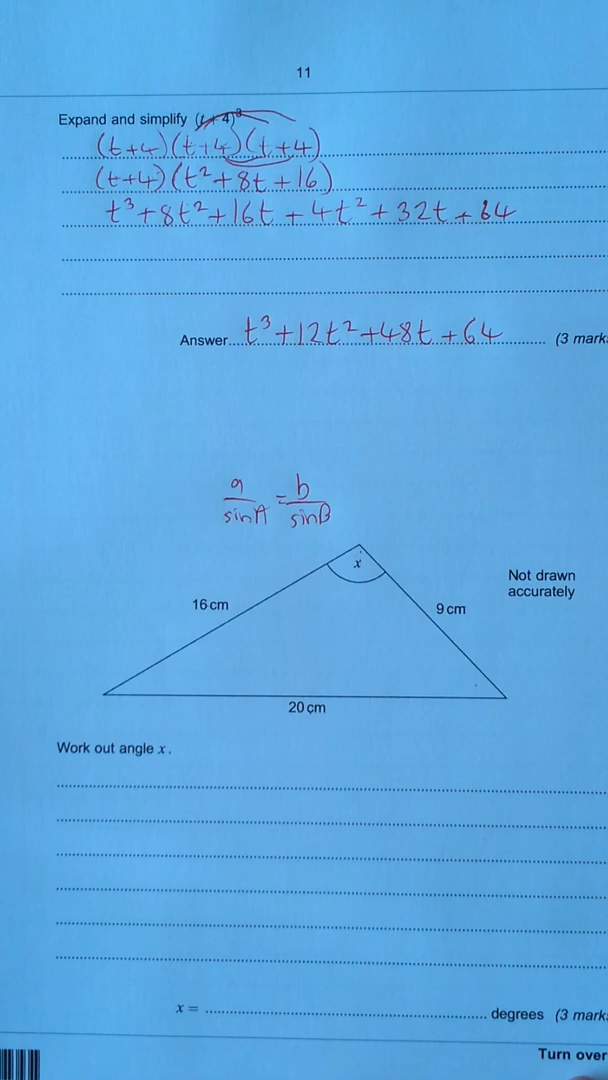 11
Expand and simplify (t + 4)³
(t+4)(t+4)(t+4)
(t+4)(t²+8t+16)
t³+8t²+16t+4t²+32t+64
Answer t³+12t²+48t+64 (3 mark
a/sinA = b/sinB
x
Not drawn
accurately
16 cm
9 cm
20 cm
Work out angle x.
x = degrees (3 mark
Turn over